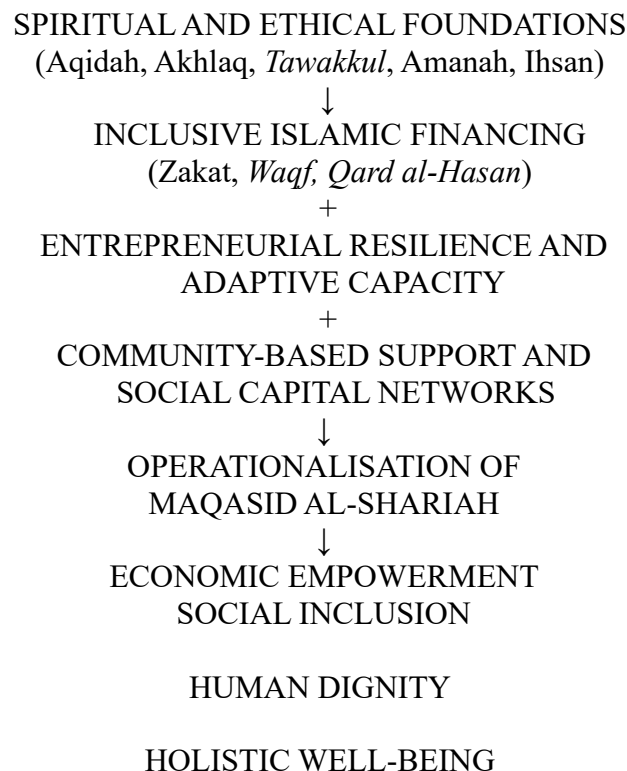 SPIRITUAL AND ETHICAL FOUNDATIONS
(Aqidah, Akhlaq, Tawakkul, Amanah, Ihsan)
↓
INCLUSIVE ISLAMIC FINANCING
(Zakat, Waqf, Qard al-Hasan)
+
ENTREPRENEURIAL RESILIENCE AND
ADAPTIVE CAPACITY
+
COMMUNITY-BASED SUPPORT AND
SOCIAL CAPITAL NETWORKS
↓
OPERATIONALISATION OF
MAQASID AL-SHARIAH
↓
ECONOMIC EMPOWERMENT
SOCIAL INCLUSION
HUMAN DIGNITY
HOLISTIC WELL-BEING